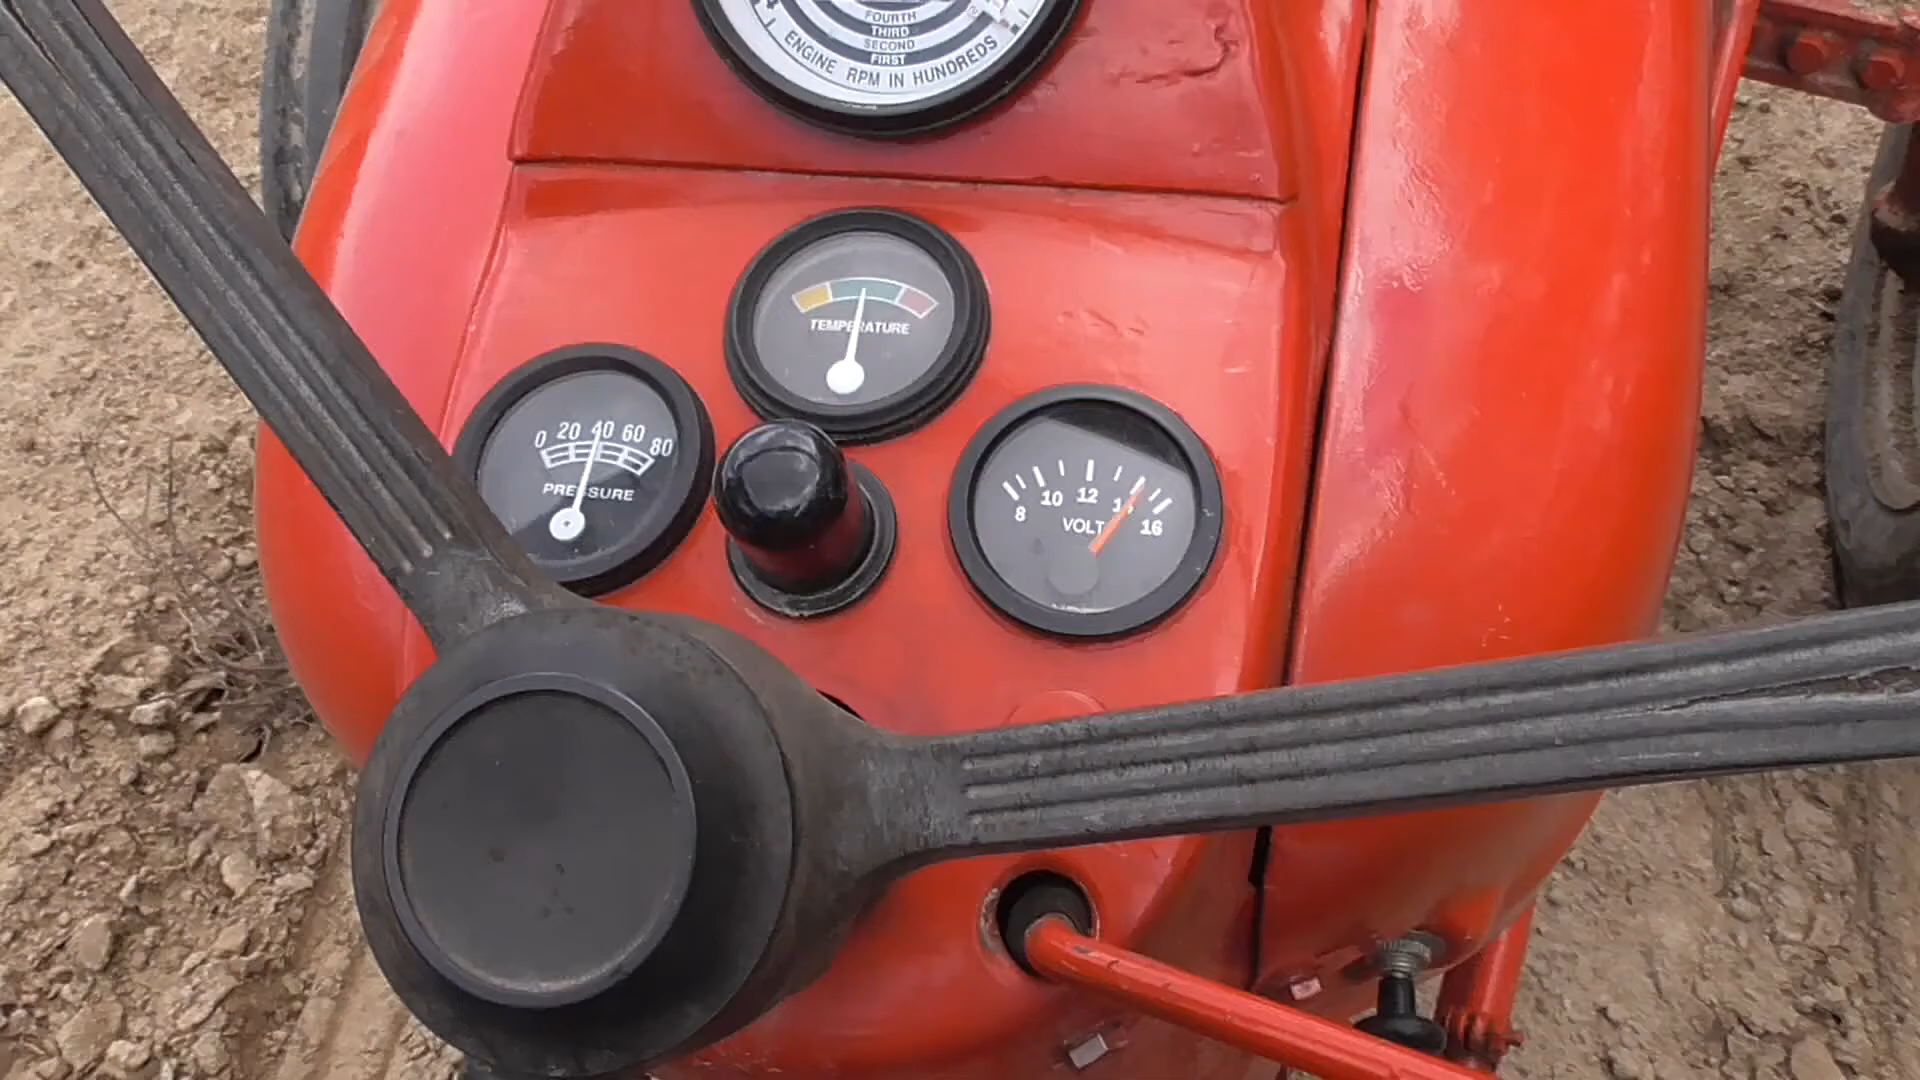 FOURTH
THIRD
SECOND
FIRST
ENGINE RPM IN HUNDREDS
TEMPERATURE
0 20 40 60 80
PRESSURE
8 10 12 16
VOLT